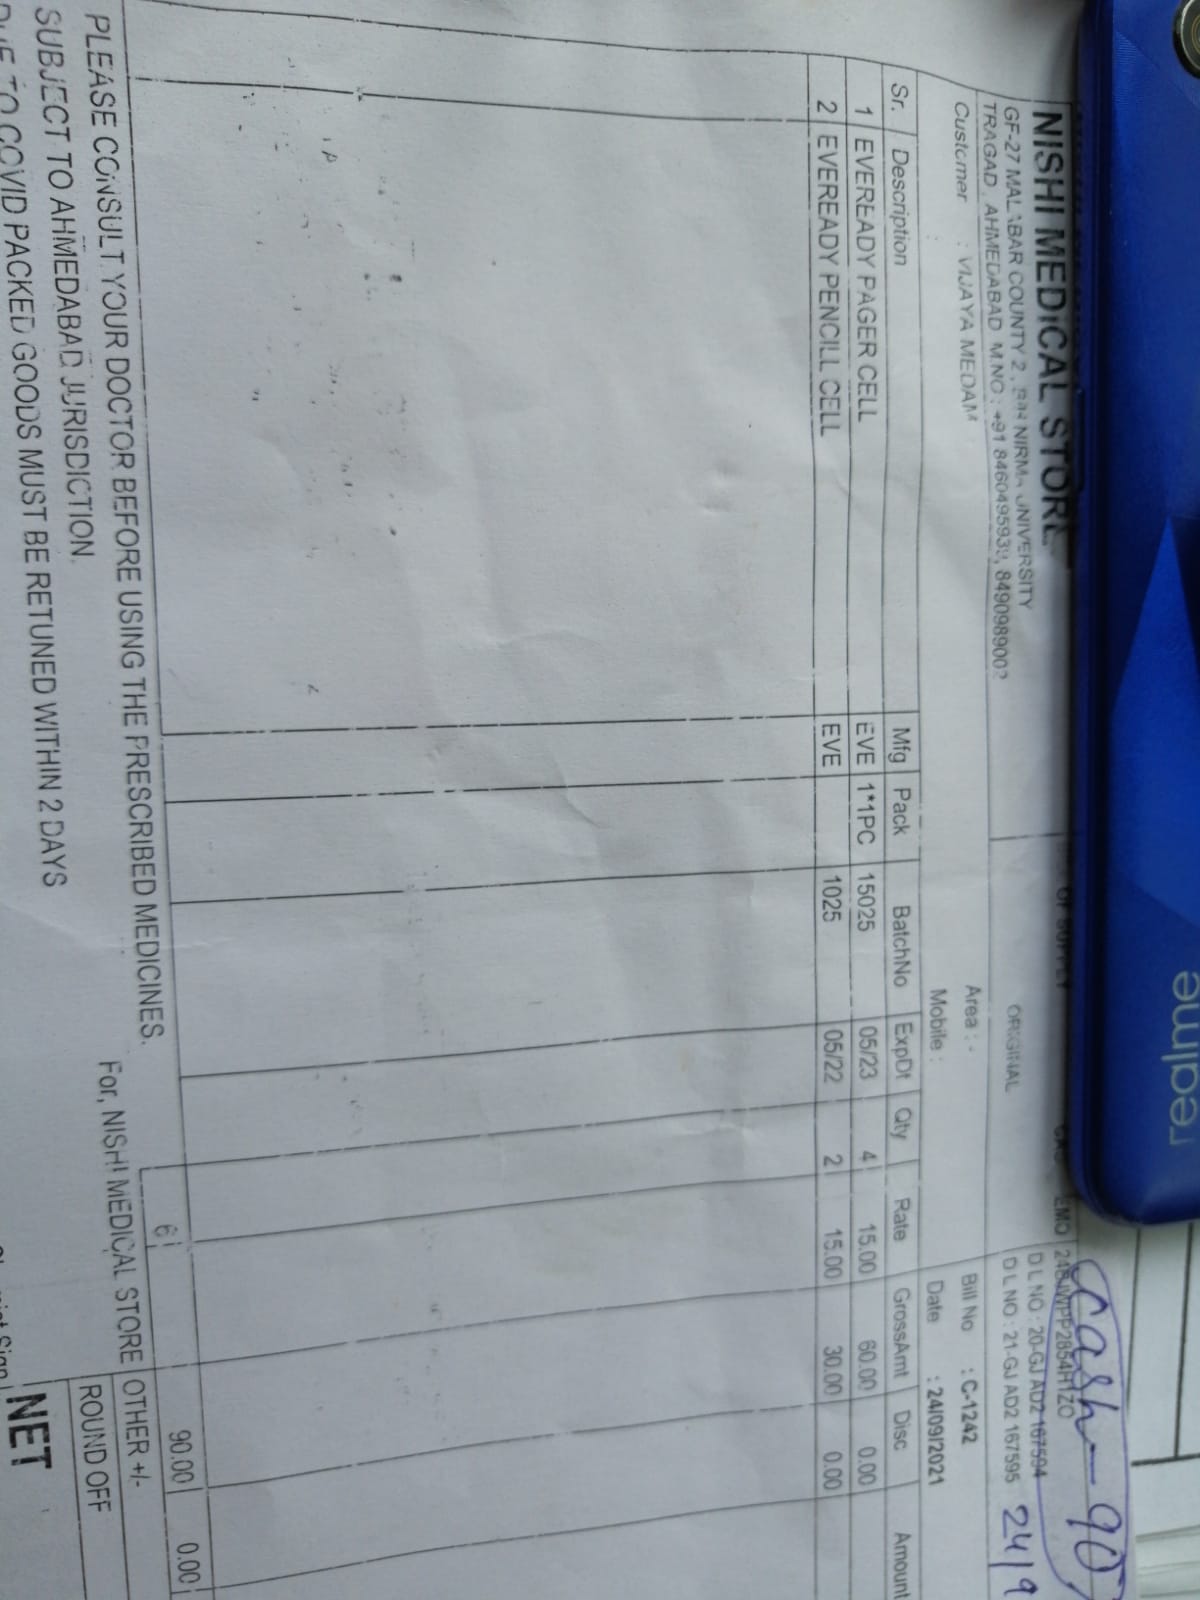 Cash - 90
24/9
realme
NISHI MEDICAL STORE
GF-27 MALABAR COUNTY 2, NIRMA UNIVERSITY
TRAGAD, AHMEDABAD M.NO : +91 8460495939, 8490989002
OF SUPPLY
ORIGINAL
24BJWPP2854H1ZO
D L NO : 20-GJ AD2 167594
D L NO : 21-GJ AD2 167595
Customer : VIJAYA MEDAM
Area : -
Mobile :
Bill No : C-1242
Date : 24/09/2021
Sr. Description Mfg Pack BatchNo ExpDt Qty Rate GrossAmt Disc Amount
1 EVEREADY PAGER CELL EVE 1*1PC 15025 05/23 4 15.00 60.00 0.00
2 EVEREADY PENCILL CELL EVE 1025 05/22 2 15.00 30.00 0.00
6 90.00 0.00
PLEASE CONSULT YOUR DOCTOR BEFORE USING THE PRESCRIBED MEDICINES.
SUBJECT TO AHMEDABAD JURISDICTION.
DUE TO COVID PACKED GOODS MUST BE RETUNED WITHIN 2 DAYS
For, NISHI MEDICAL STORE
OTHER +/-
ROUND OFF
NET